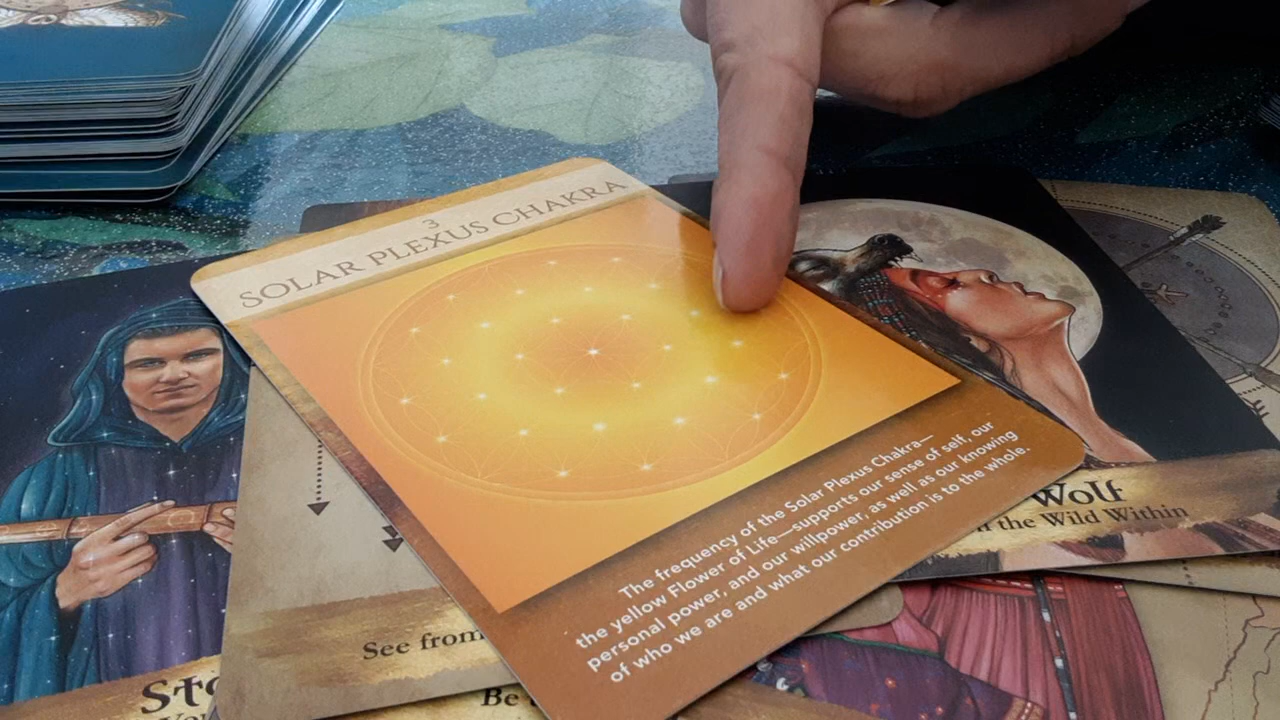 3
SOLAR PLEXUS CHAKRA
The frequency of the Solar Plexus Chakra—
the yellow Flower of Life—supports our sense of self, our
personal power, and our willpower, as well as our knowing
of who we are and what our contribution is to the whole.
Wolf
the Wild Within
See from
Be